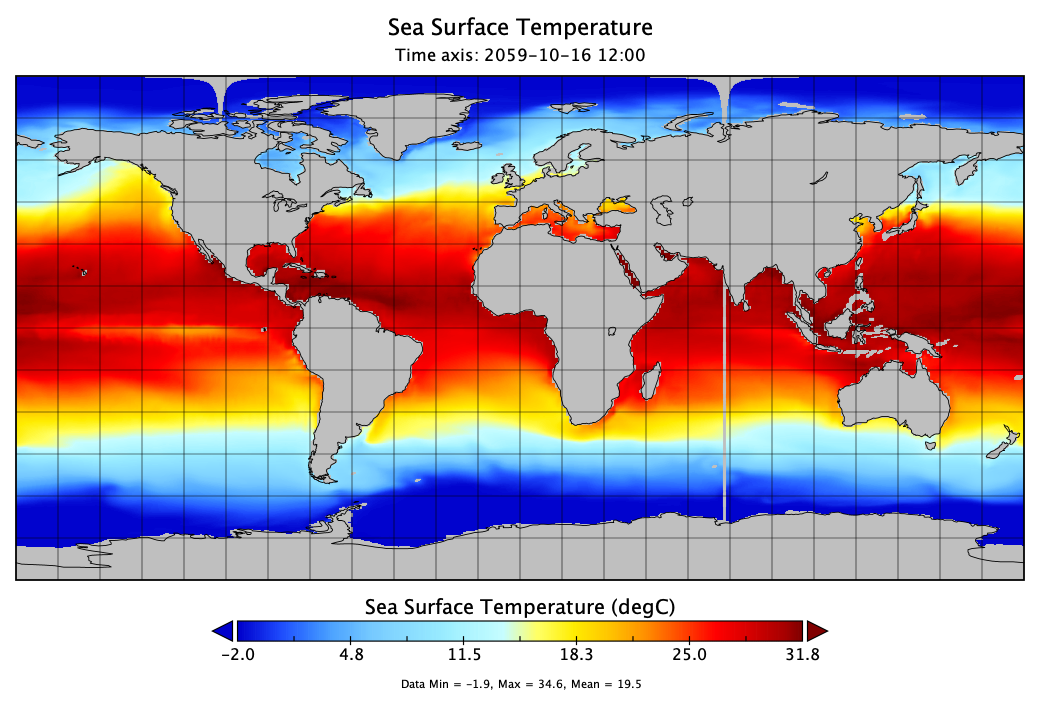 Sea Surface Temperature
Time axis: 2059-10-16 12:00
Sea Surface Temperature (degC)
-2.0 4.8 11.5 18.3 25.0 31.8
Data Min = -1.9, Max = 34.6, Mean = 19.5